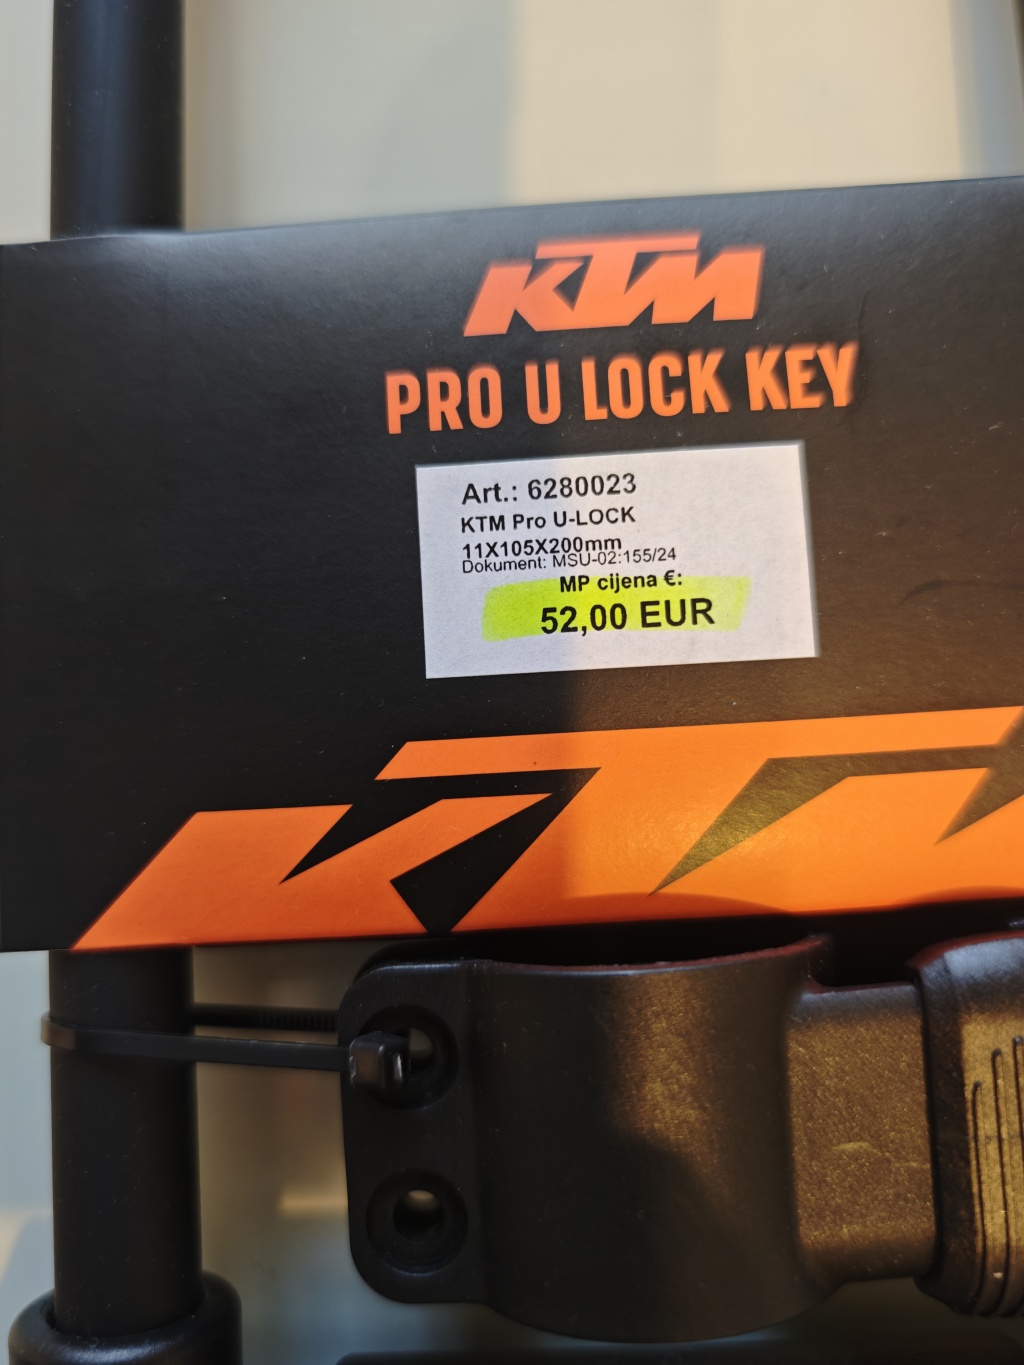 KTM
PRO U LOCK KEY
Art.: 6280023
KTM Pro U-LOCK
11X105X200mm
Dokument: MSU-02:155/24
MP cijena €:
52,00 EUR
KTM